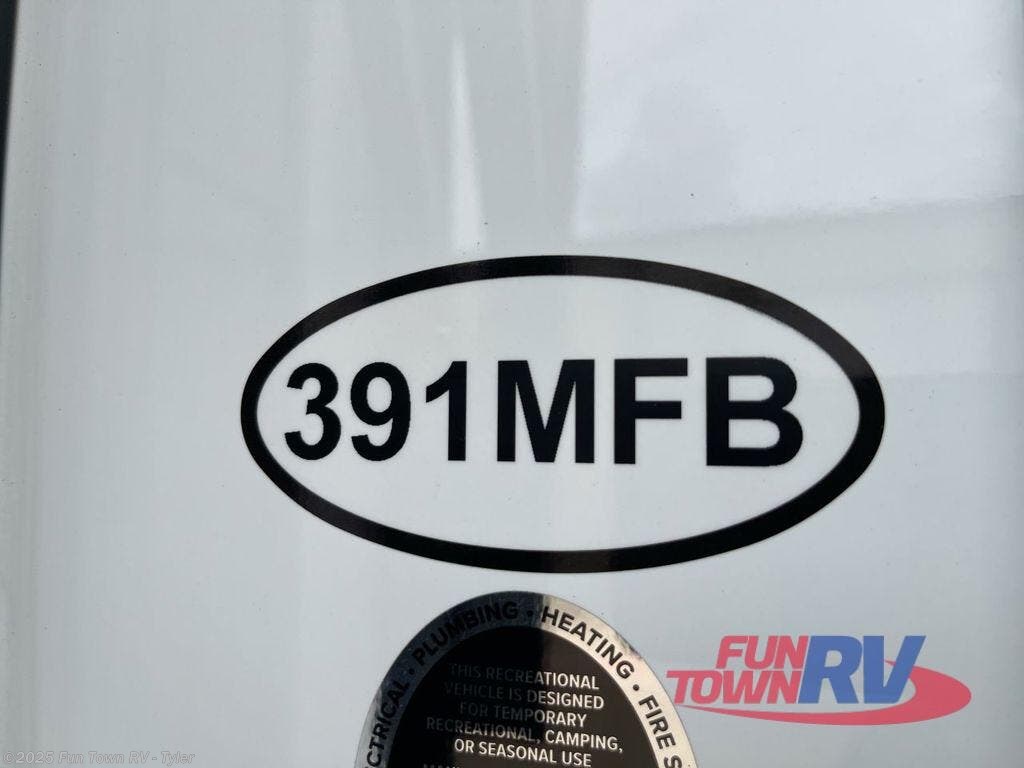 391MFB
ELECTRICAL • PLUMBING • HEATING • FIRE S
THIS RECREATIONAL
VEHICLE IS DESIGNED
FOR TEMPORARY
RECREATIONAL, CAMPING,
OR SEASONAL USE
FUN
TOWN RV
©2025 Fun Town RV - Tyler